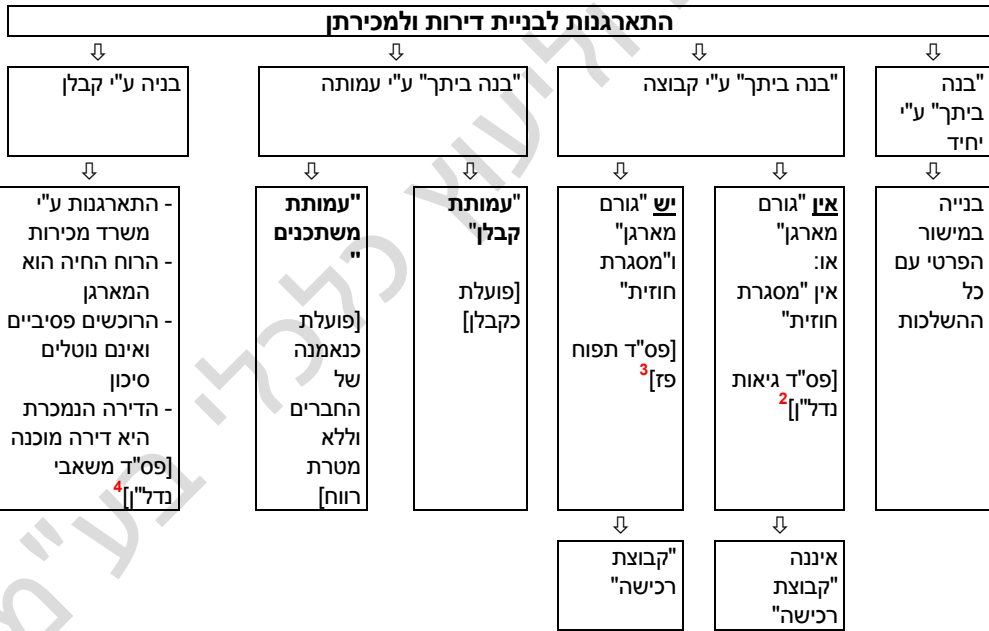 התארגנות לבניית דירות ולמכירתן
"בנה
ביתך" ע"י
יחיד
"בנה ביתך" ע"י קבוצה
"בנה ביתך" ע"י עמותה
בניה ע"י קבלן
בנייה
במישור
הפרטי עם
כל
ההשלכות
אין "גורם
מארגן"
או:
אין "מסגרת
חוזית"
[פס"ד גיאות
נדל"ן]2
יש "גורם
מארגן"
ו"מסגרת
חוזית"
[פס"ד תפוח
פז]3
"עמותת
קבלן"
[פועלת
כקבלן]
"עמותת
משתכנים
"
[פועלת
כנאמנה
של
החברים
וללא
מטרת
רווח]
- התארגנות ע"י
משרד מכירות
- הרוח החיה הוא
המארגן
- הרוכשים פסיביים
ואינם נוטלים
סיכון
- הדירה הנמכרת
היא דירה מוכנה
[פס"ד משאבי
נדל"ן]4
איננה
"קבוצת
רכישה"
"קבוצת
רכישה"
וליעוץ כלכלי בע"מ